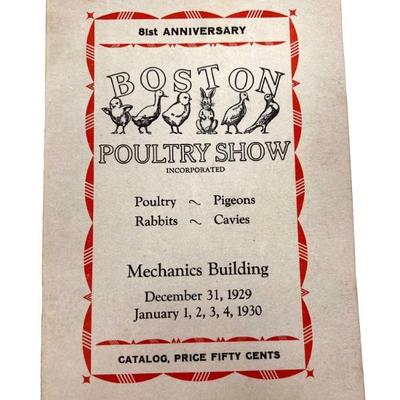 81st ANNIVERSARY
BOSTON
POULTRY SHOW
INCORPORATED
Poultry ~ Pigeons
Rabbits ~ Cavies
Mechanics Building
December 31, 1929
January 1, 2, 3, 4, 1930
CATALOG, PRICE FIFTY CENTS